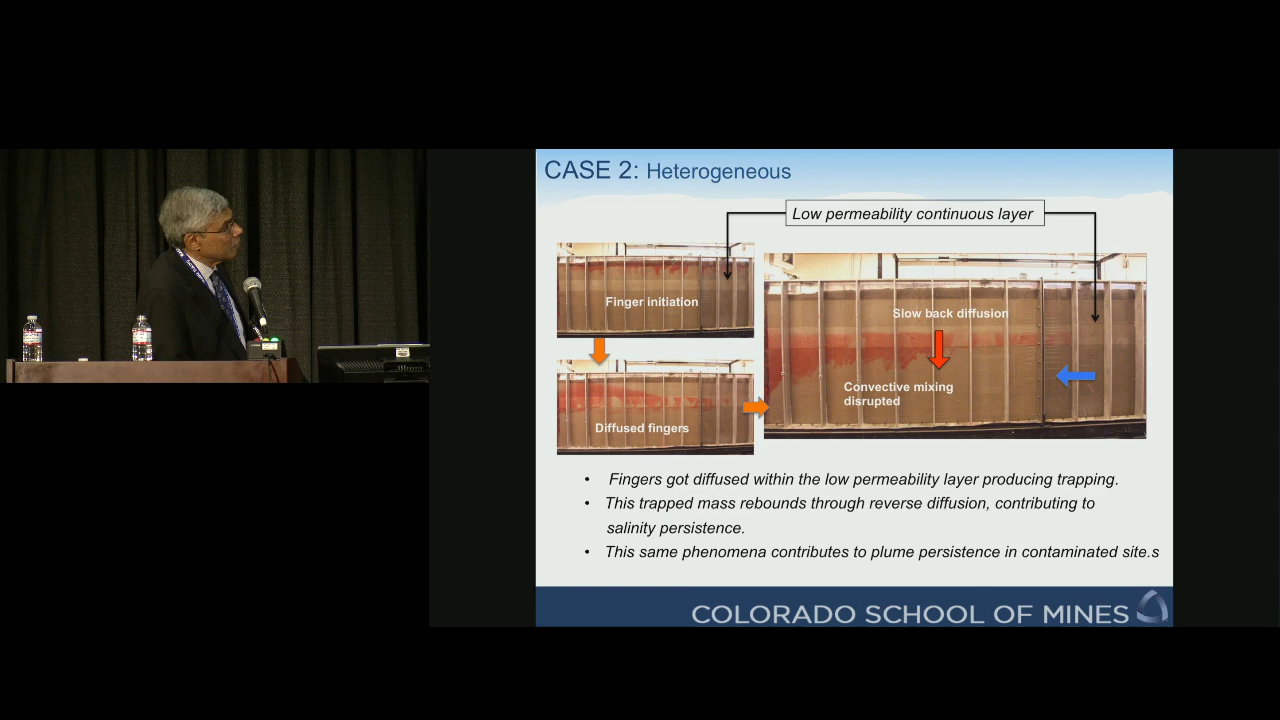 CASE 2: Heterogeneous
Low permeability continuous layer
Finger initiation
Slow back diffusion
Convective mixing
disrupted
Diffused fingers
• Fingers got diffused within the low permeability layer producing trapping.
• This trapped mass rebounds through reverse diffusion, contributing to
salinity persistence.
• This same phenomena contributes to plume persistence in contaminated site.s
COLORADO SCHOOL OF MINES